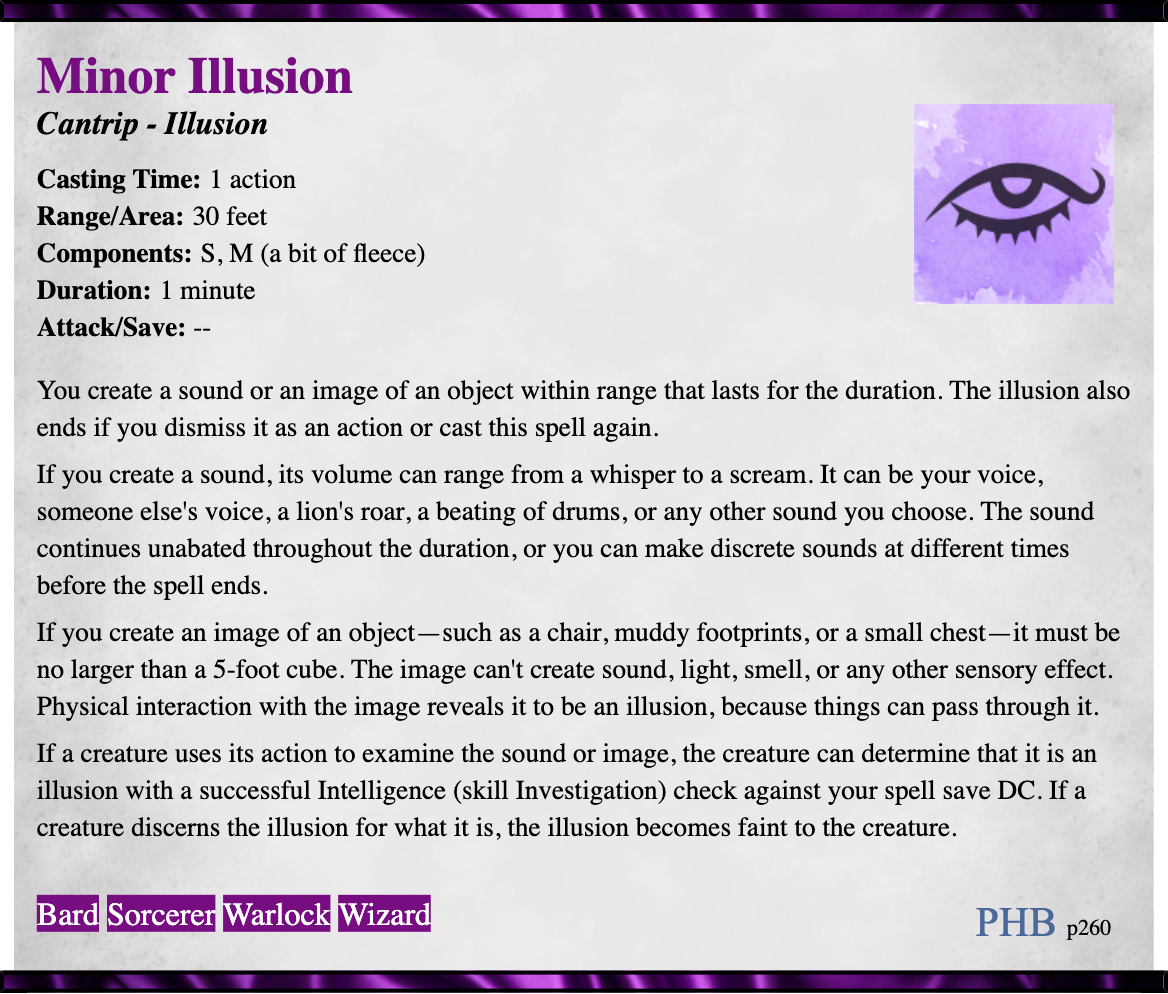 Minor Illusion
Cantrip - Illusion
Casting Time: 1 action
Range/Area: 30 feet
Components: S, M (a bit of fleece)
Duration: 1 minute
Attack/Save: --
You create a sound or an image of an object within range that lasts for the duration. The illusion also
ends if you dismiss it as an action or cast this spell again.
If you create a sound, its volume can range from a whisper to a scream. It can be your voice,
someone else's voice, a lion's roar, a beating of drums, or any other sound you choose. The sound
continues unabated throughout the duration, or you can make discrete sounds at different times
before the spell ends.
If you create an image of an object—such as a chair, muddy footprints, or a small chest—it must be
no larger than a 5-foot cube. The image can't create sound, light, smell, or any other sensory effect.
Physical interaction with the image reveals it to be an illusion, because things can pass through it.
If a creature uses its action to examine the sound or image, the creature can determine that it is an
illusion with a successful Intelligence (skill Investigation) check against your spell save DC. If a
creature discerns the illusion for what it is, the illusion becomes faint to the creature.
Bard Sorcerer Warlock Wizard
PHB p260